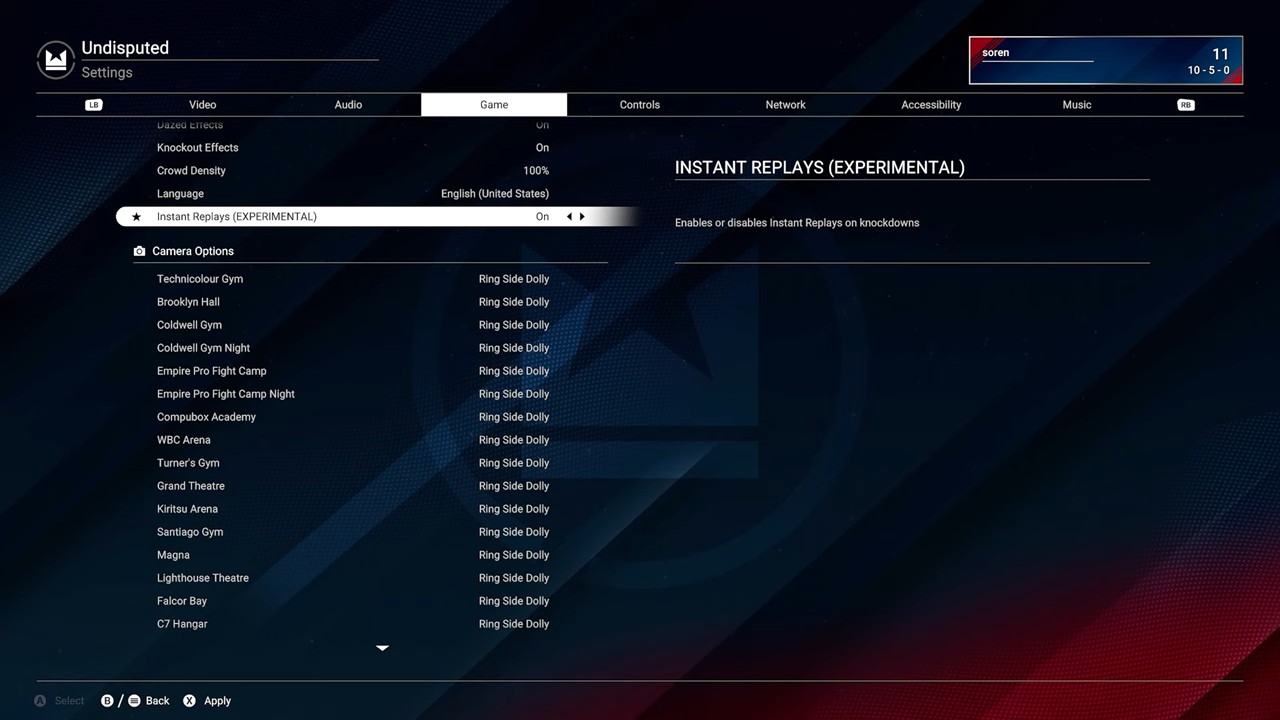 Undisputed
Settings
soren
11
10 - 5 - 0
LB Video Audio Game Controls Network Accessibility Music RB
Dazed Effects On
Knockout Effects On
Crowd Density 100%
Language English (United States)
Instant Replays (EXPERIMENTAL) On
Camera Options
Technicolour Gym Ring Side Dolly
Brooklyn Hall Ring Side Dolly
Coldwell Gym Ring Side Dolly
Coldwell Gym Night Ring Side Dolly
Empire Pro Fight Camp Ring Side Dolly
Empire Pro Fight Camp Night Ring Side Dolly
Compubox Academy Ring Side Dolly
WBC Arena Ring Side Dolly
Turner's Gym Ring Side Dolly
Grand Theatre Ring Side Dolly
Kiritsu Arena Ring Side Dolly
Santiago Gym Ring Side Dolly
Magna Ring Side Dolly
Lighthouse Theatre Ring Side Dolly
Falcor Bay Ring Side Dolly
C7 Hangar Ring Side Dolly
INSTANT REPLAYS (EXPERIMENTAL)
Enables or disables Instant Replays on knockdowns
A Select B / Back X Apply